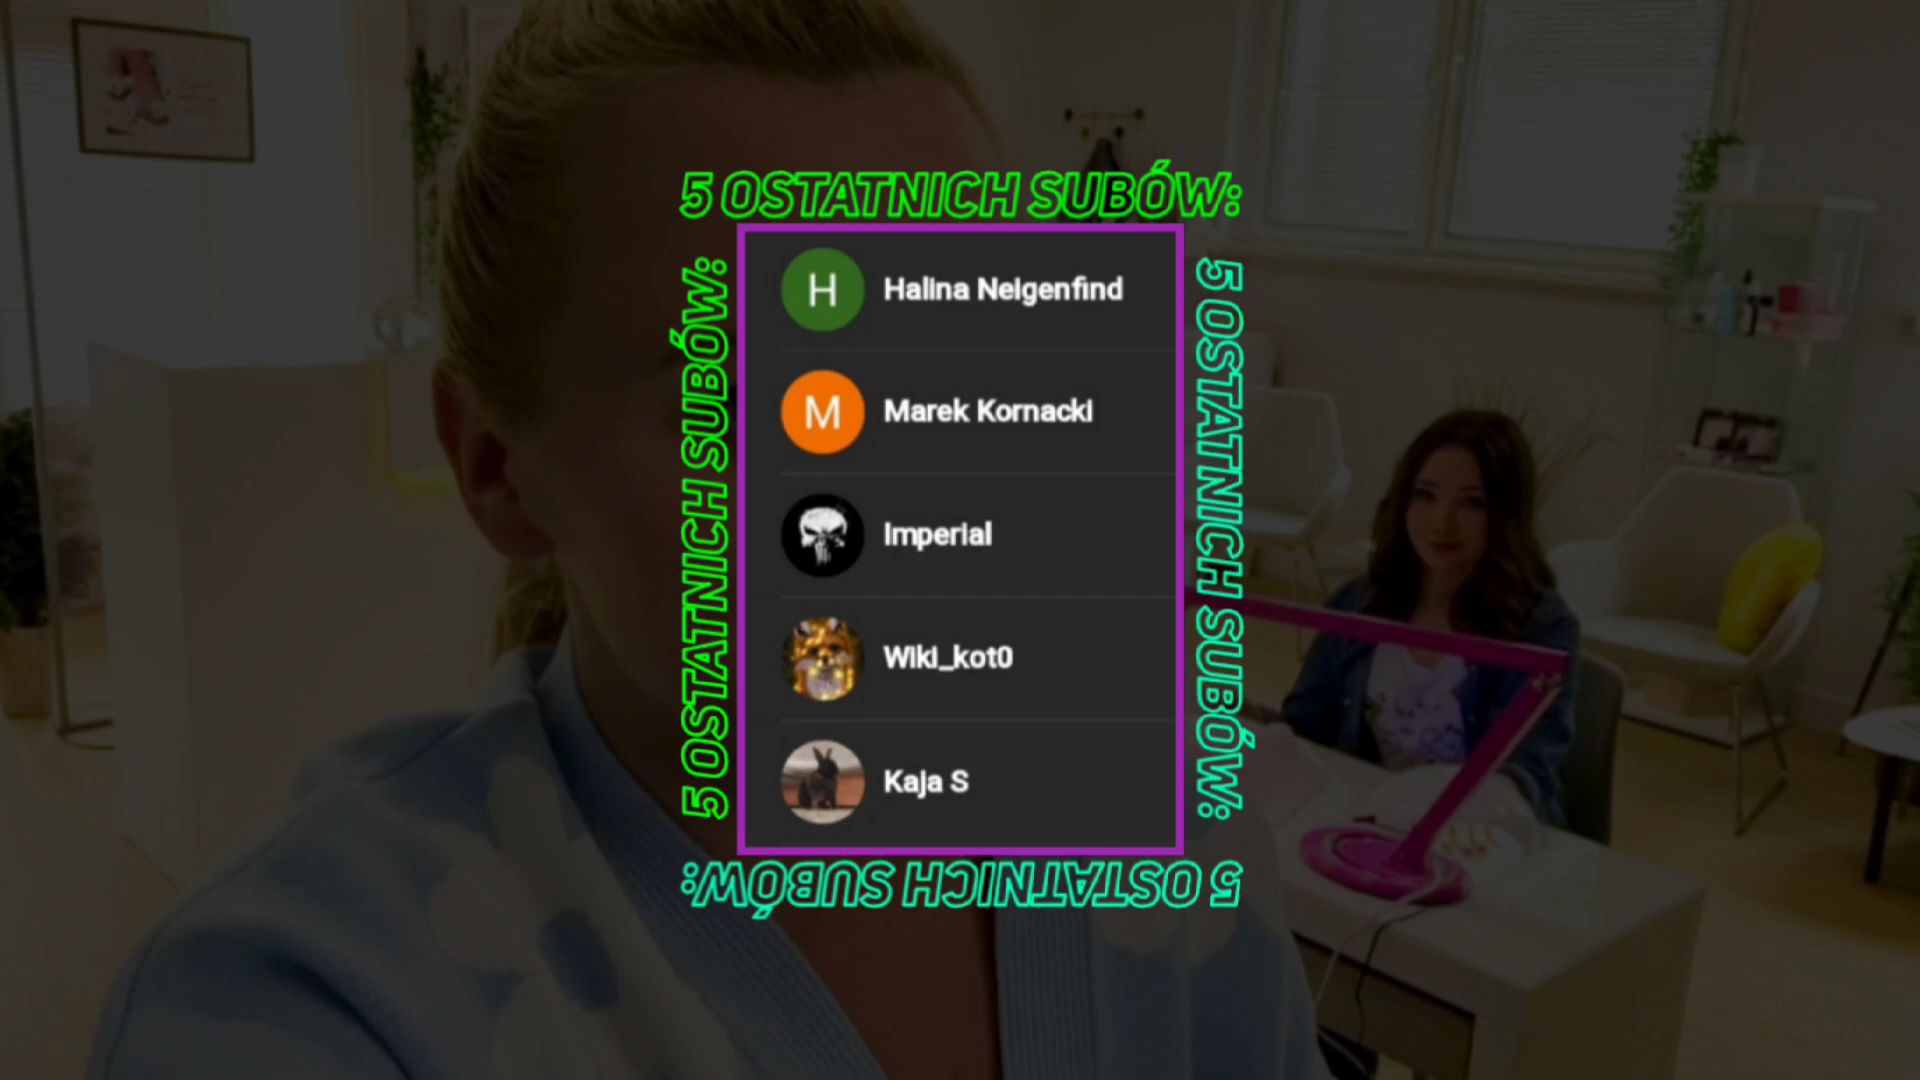 5 OSTATNICH SUBÓW:
5 OSTATNICH SUBÓW:
5 OSTATNICH SUBÓW:
H
Halina Neigenfind
M
Marek Kornacki
Imperial
Wiki_kot0
Kaja S
5 OSTATNICH SUBÓW: